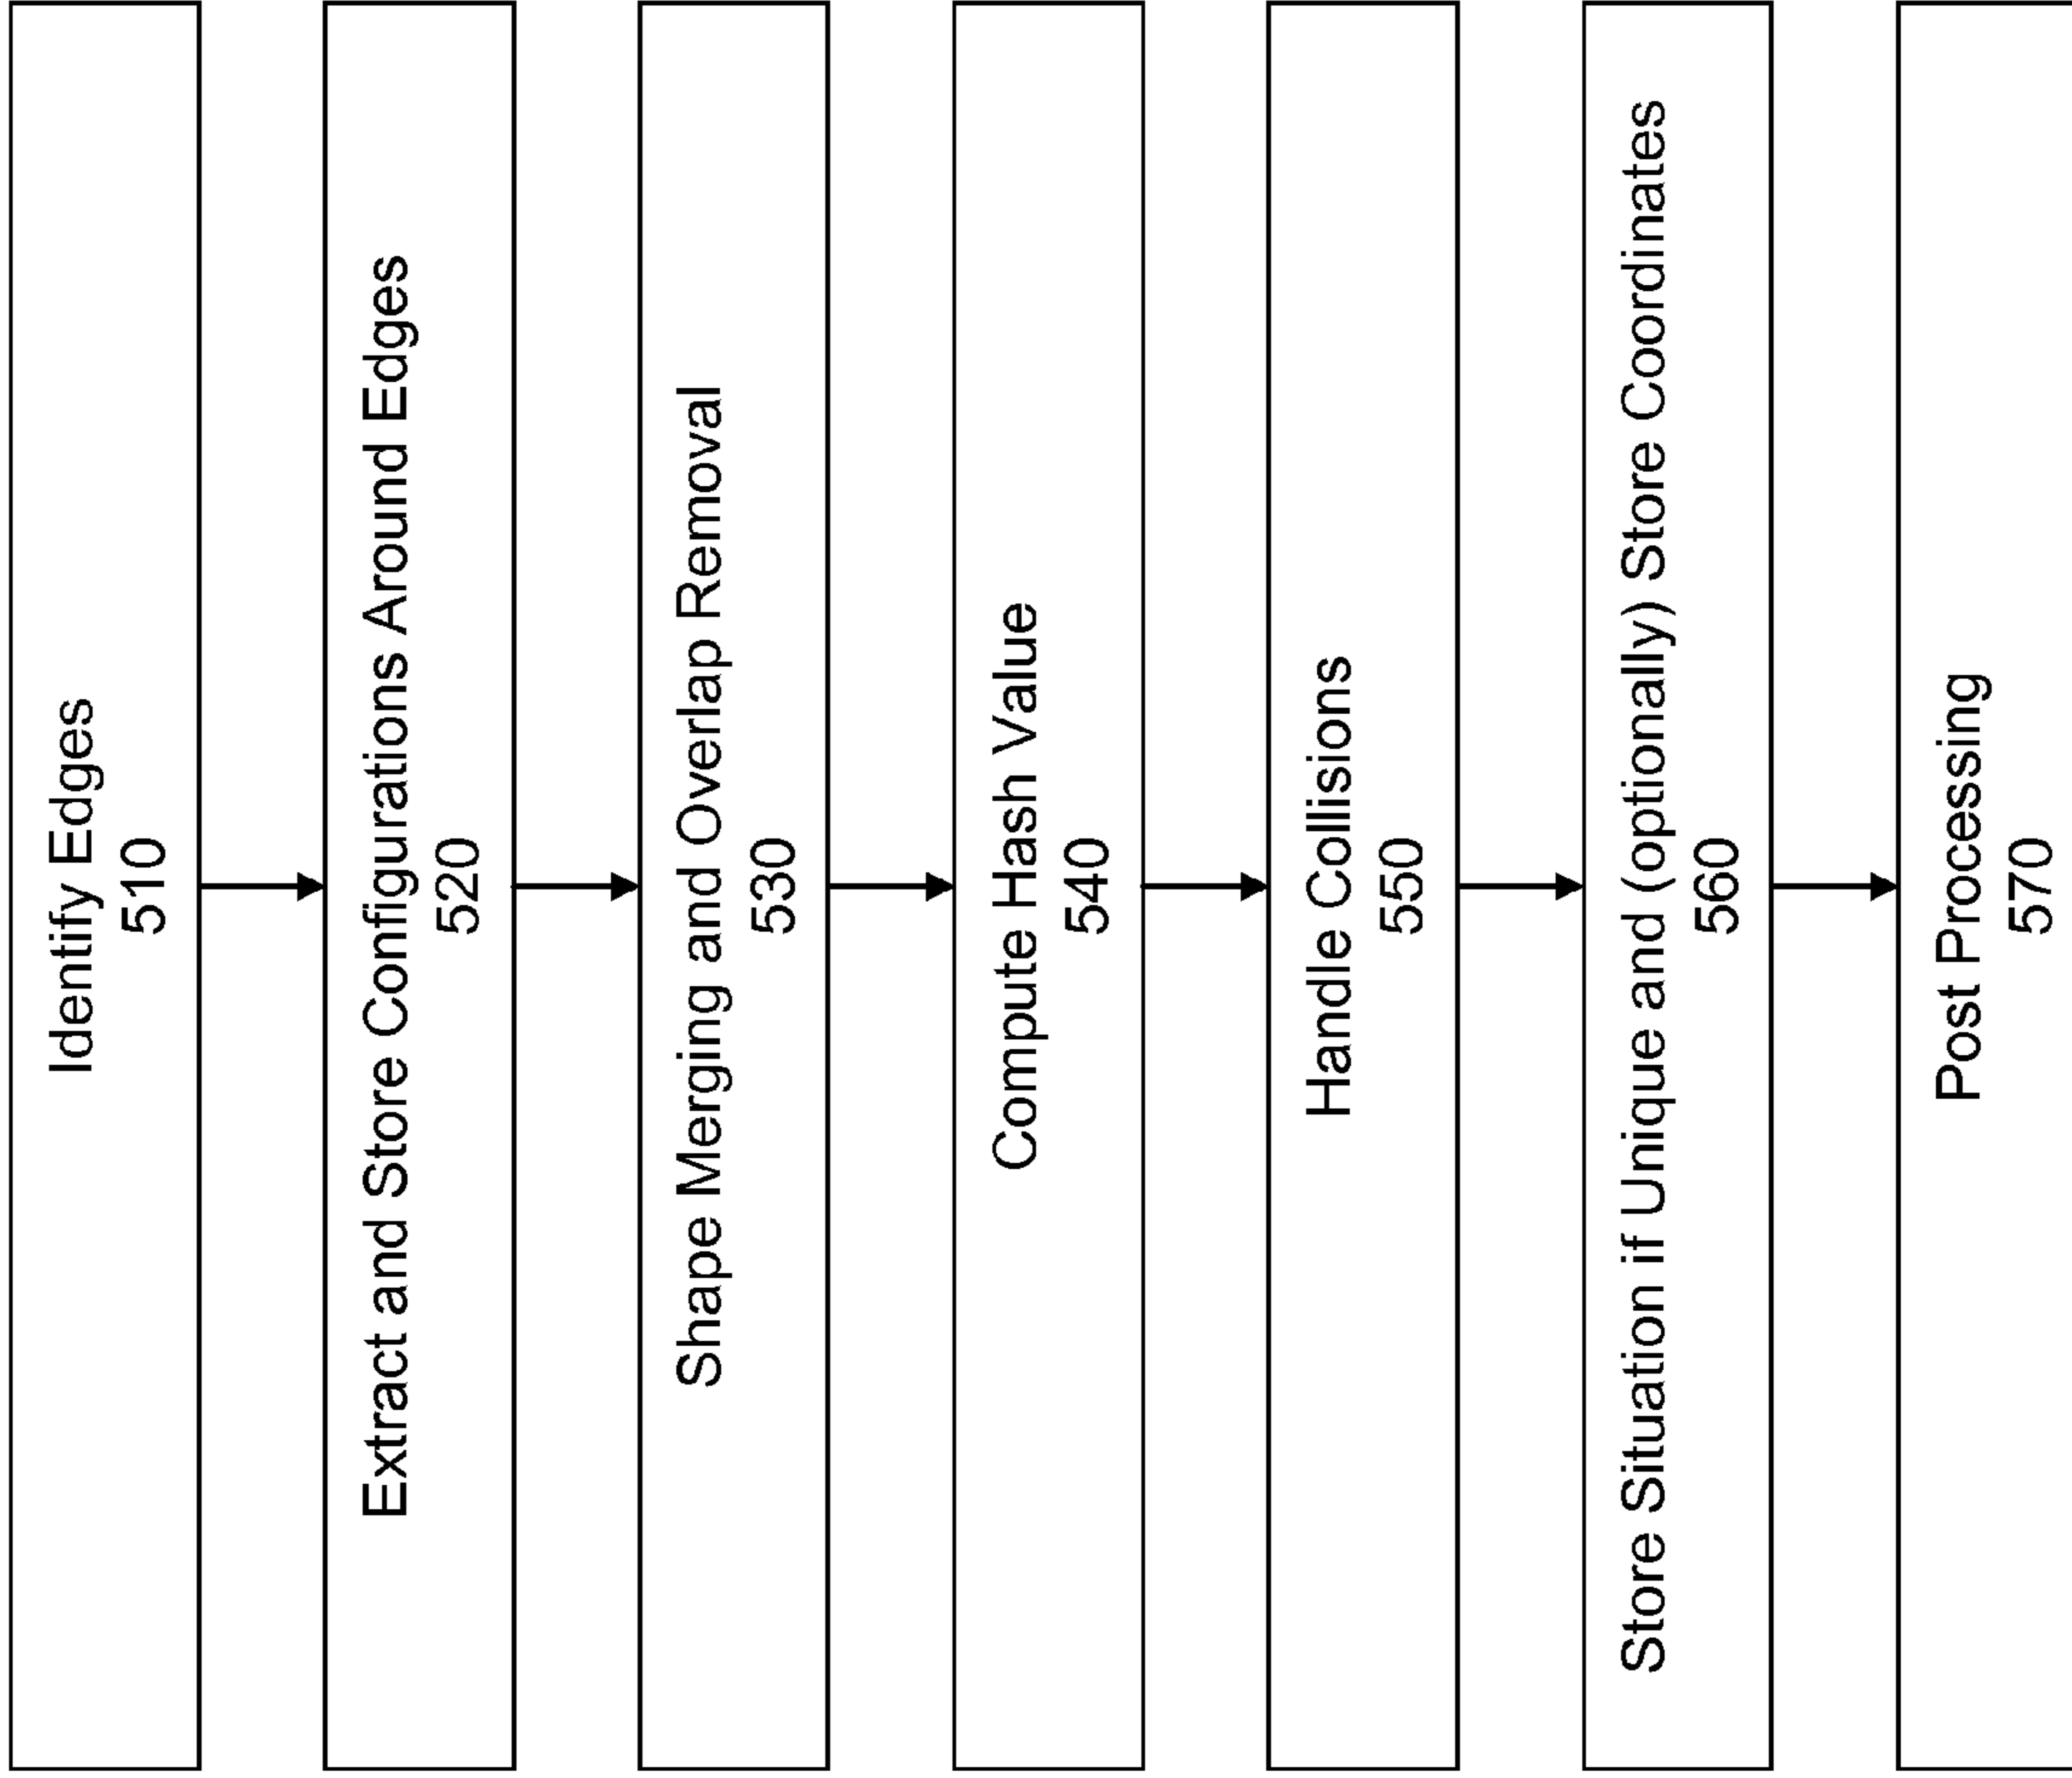 Identify Edges
510
Extract and Store Configurations Around Edges
520
Shape Merging and Overlap Removal
530
Compute Hash Value
540
Handle Collisions
550
Store Situation if Unique and (optionally) Store Coordinates
560
Post Processing
570